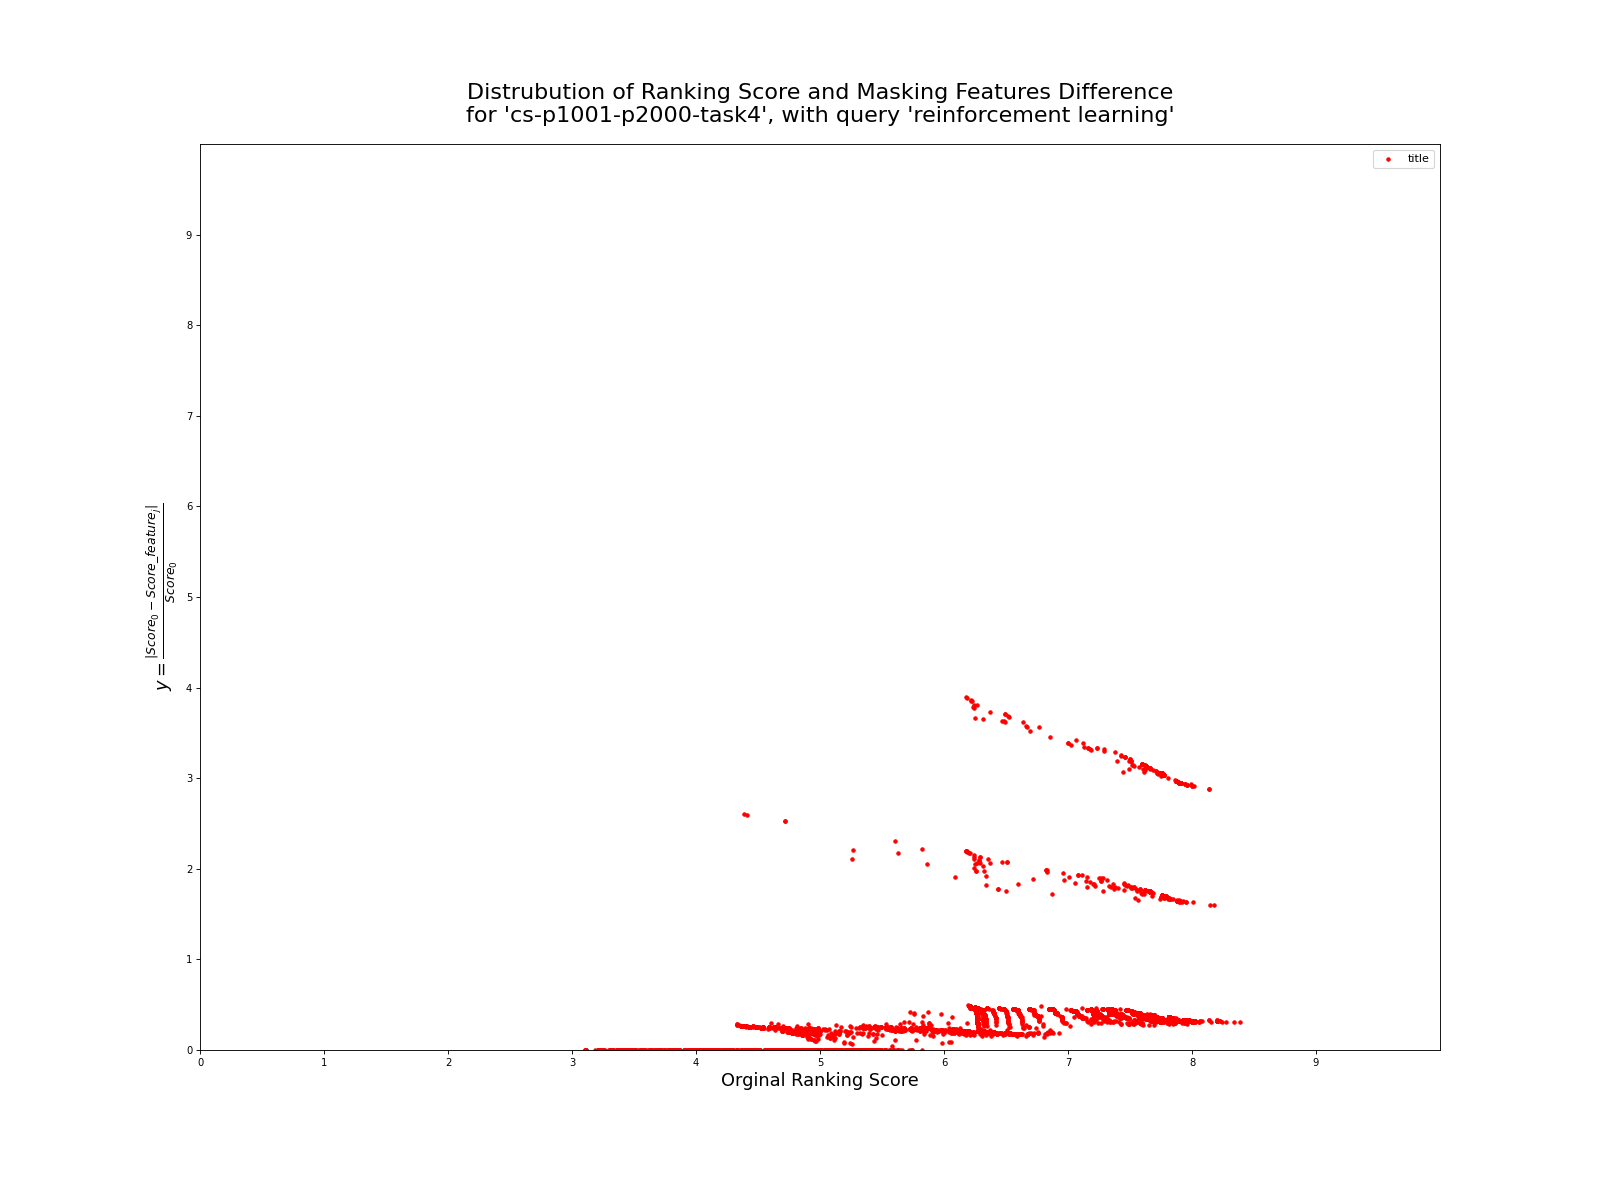 Distrubution of Ranking Score and Masking Features Difference
for 'cs-p1001-p2000-task4', with query 'reinforcement learning'
title
9
8
7
6
5
4
3
2
1
0
y = |Score_0 − Score_feature_j| / Score_0
0 1 2 3 4 5 6 7 8 9
Orginal Ranking Score